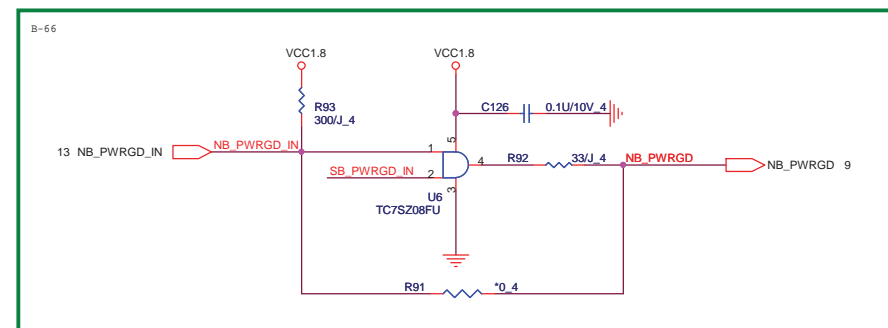 B-66
VCC1.8 VCC1.8
R93
300/J_4
C126 0.1U/10V_4
5
13 NB_PWRGD_IN NB_PWRGD_IN 1
4 R92 33/J_4 NB_PWRGD NB_PWRGD 9
SB_PWRGD_IN 2
3
U6
TC7SZ08FU
R91 *0_4